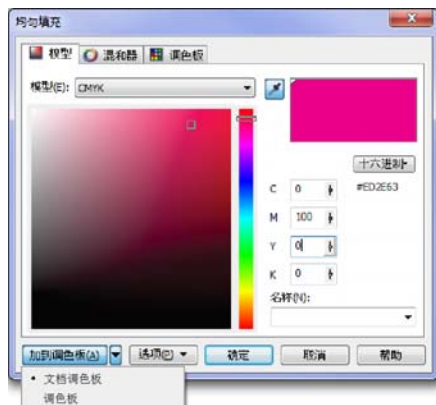 均匀填充
模型 混和器 调色板
模型(E): CMYK
十六进制
C 0 #ED2E63
M 100
Y 0
K 0
名称(N):
加到调色板(A) 选项(P) 确定 取消 帮助
• 文档调色板
调色板